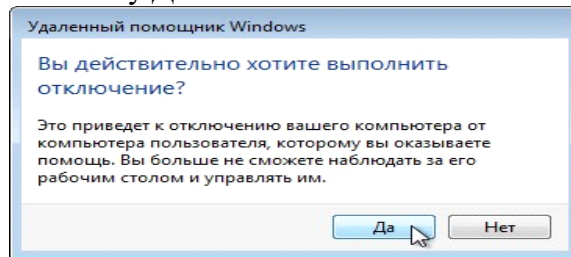 Удаленный помощник Windows
Вы действительно хотите выполнить
отключение?
Это приведет к отключению вашего компьютера от
компьютера пользователя, которому вы оказываете
помощь. Вы больше не сможете наблюдать за его
рабочим столом и управлять им.
Да Нет